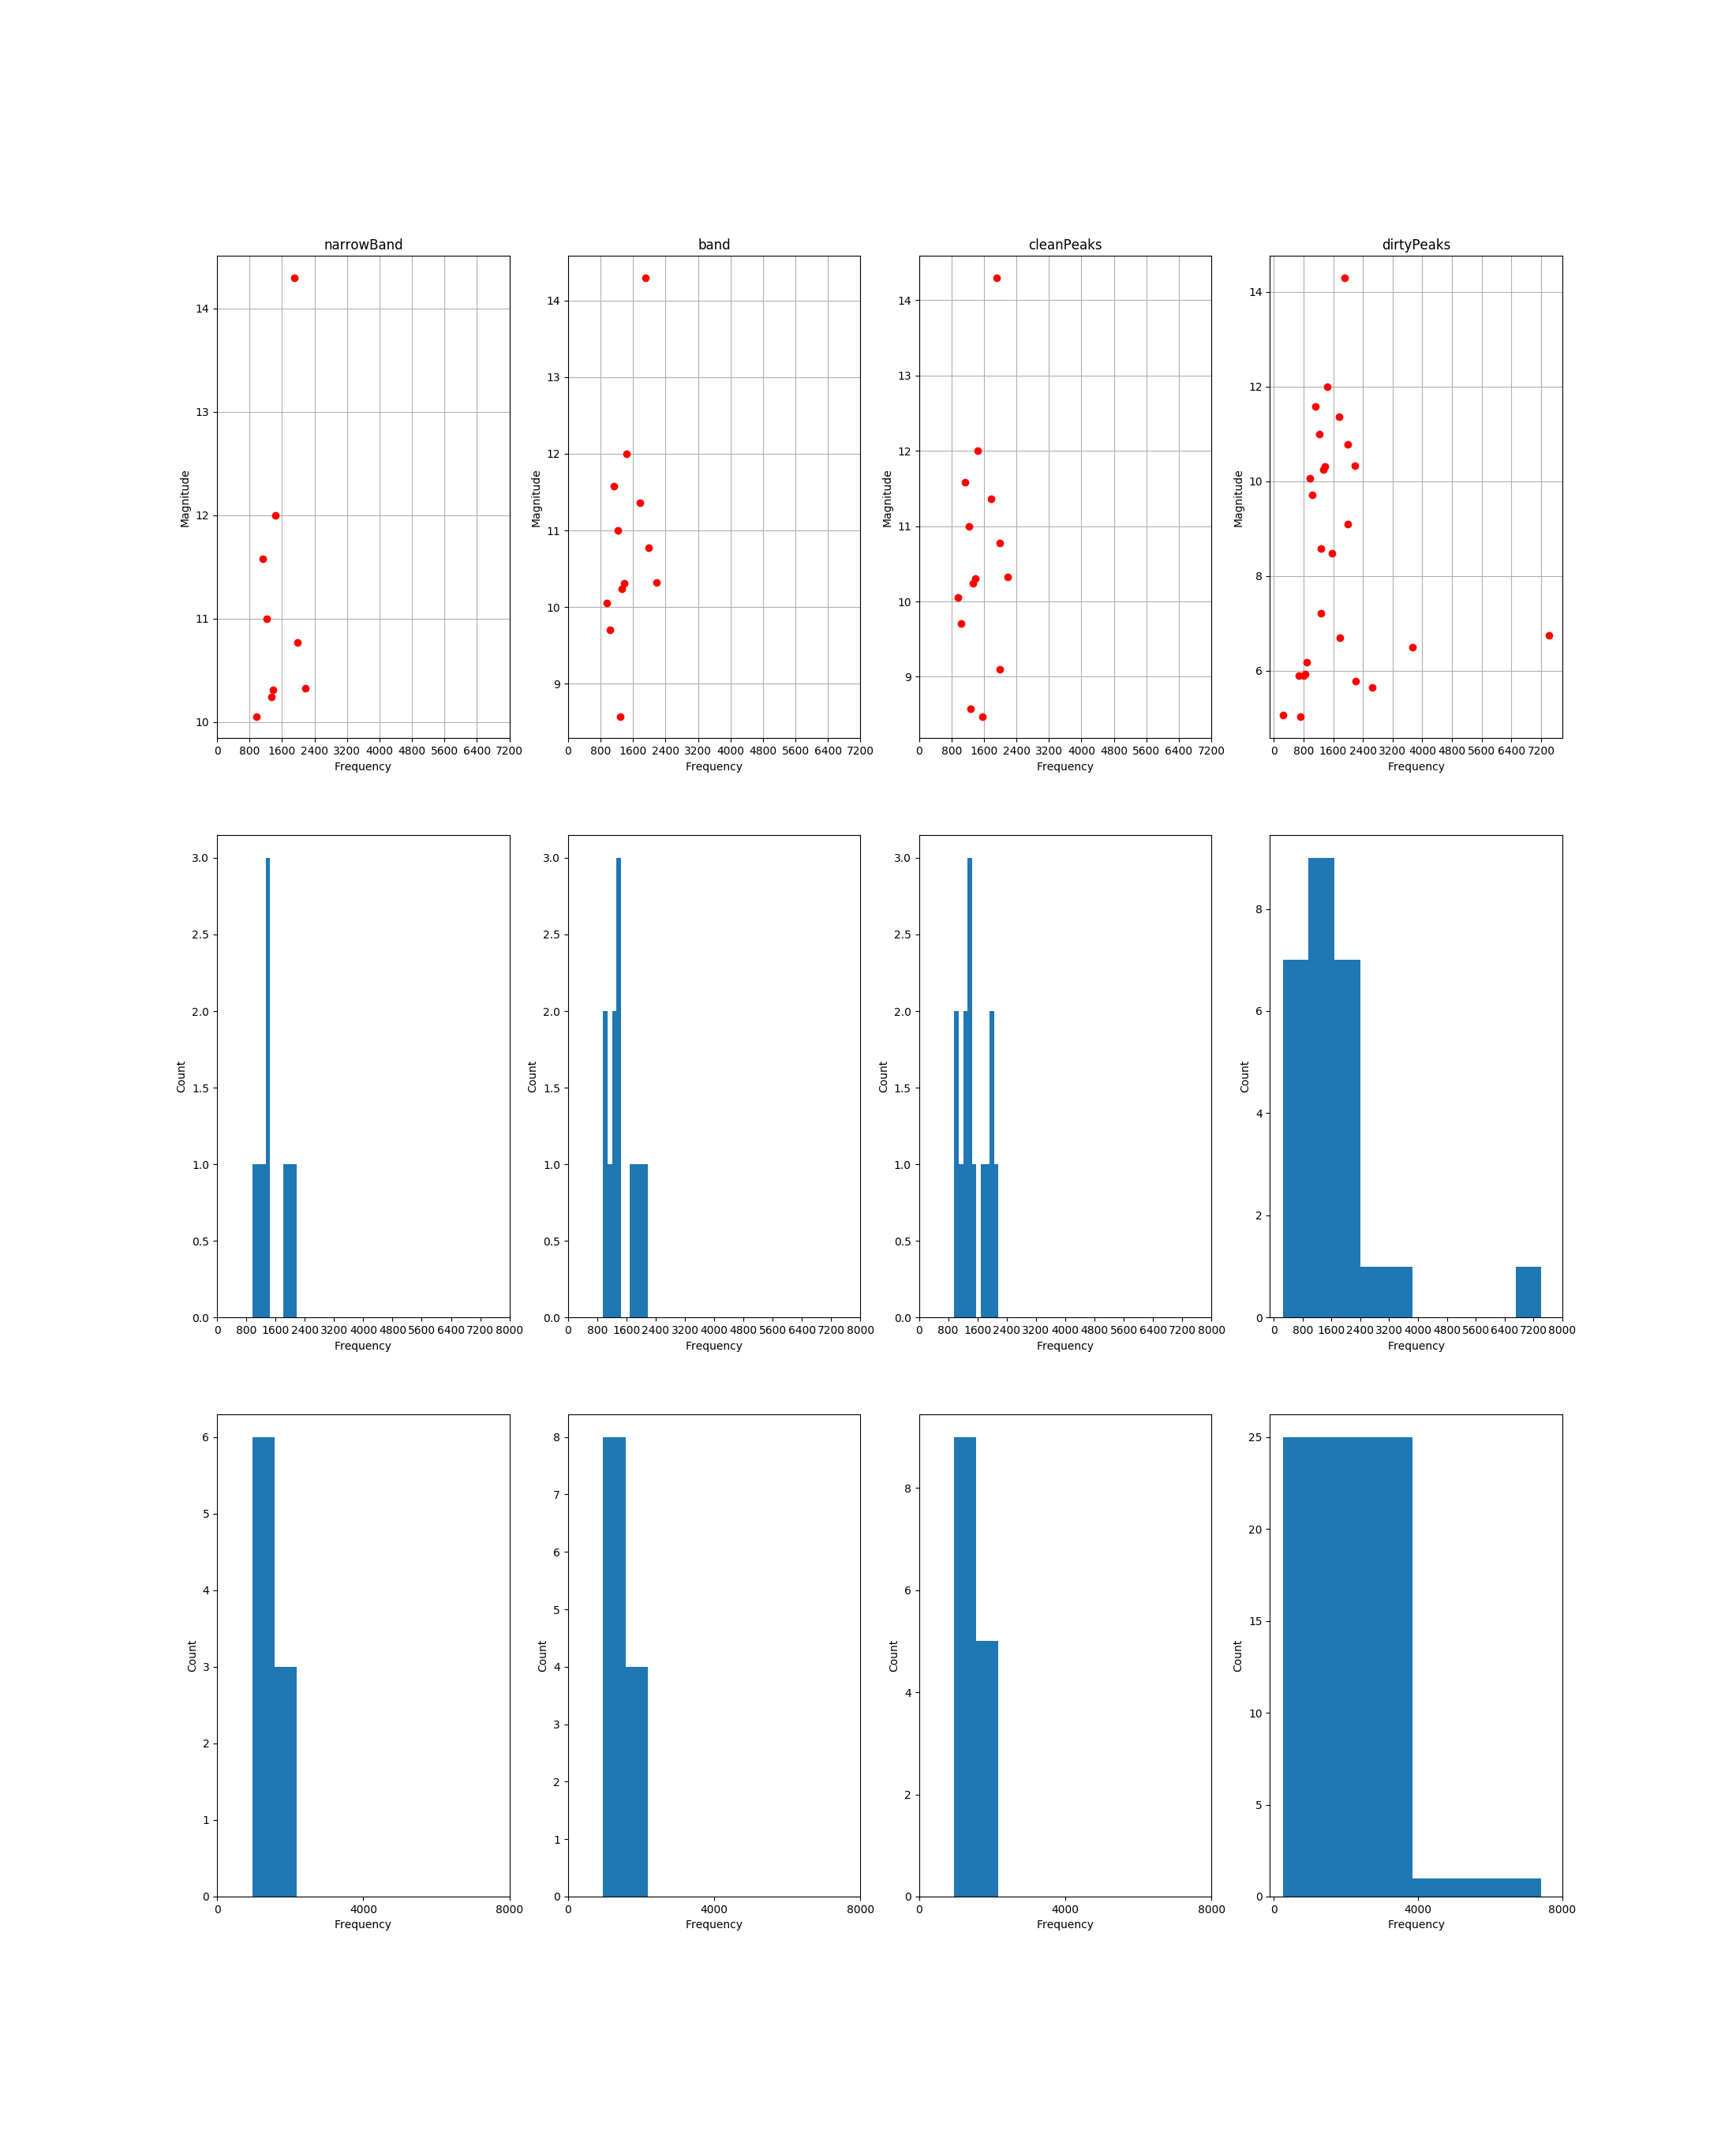 narrowBand band cleanPeaks dirtyPeaks
14 13 12 11 10
Magnitude
0 800 1600 2400 3200 4000 4800 5600 6400 7200
Frequency
14 13 12 11 10 9
Magnitude
0 800 1600 2400 3200 4000 4800 5600 6400 7200
Frequency
14 13 12 11 10 9
Magnitude
0 800 1600 2400 3200 4000 4800 5600 6400 7200
Frequency
14 12 10 8 6
Magnitude
0 800 1600 2400 3200 4000 4800 5600 6400 7200
Frequency
3.0 2.5 2.0 1.5 1.0 0.5 0.0
Count
0 800 1600 2400 3200 4000 4800 5600 6400 7200 8000
Frequency
3.0 2.5 2.0 1.5 1.0 0.5 0.0
Count
0 800 1600 2400 3200 4000 4800 5600 6400 7200 8000
Frequency
3.0 2.5 2.0 1.5 1.0 0.5 0.0
Count
0 800 1600 2400 3200 4000 4800 5600 6400 7200 8000
Frequency
8 6 4 2 0
Count
0 800 1600 2400 3200 4000 4800 5600 6400 7200 8000
Frequency
6 5 4 3 2 1 0
Count
0 4000 8000
Frequency
8 7 6 5 4 3 2 1 0
Count
0 4000 8000
Frequency
8 6 4 2 0
Count
0 4000 8000
Frequency
25 20 15 10 5 0
Count
0 4000 8000
Frequency